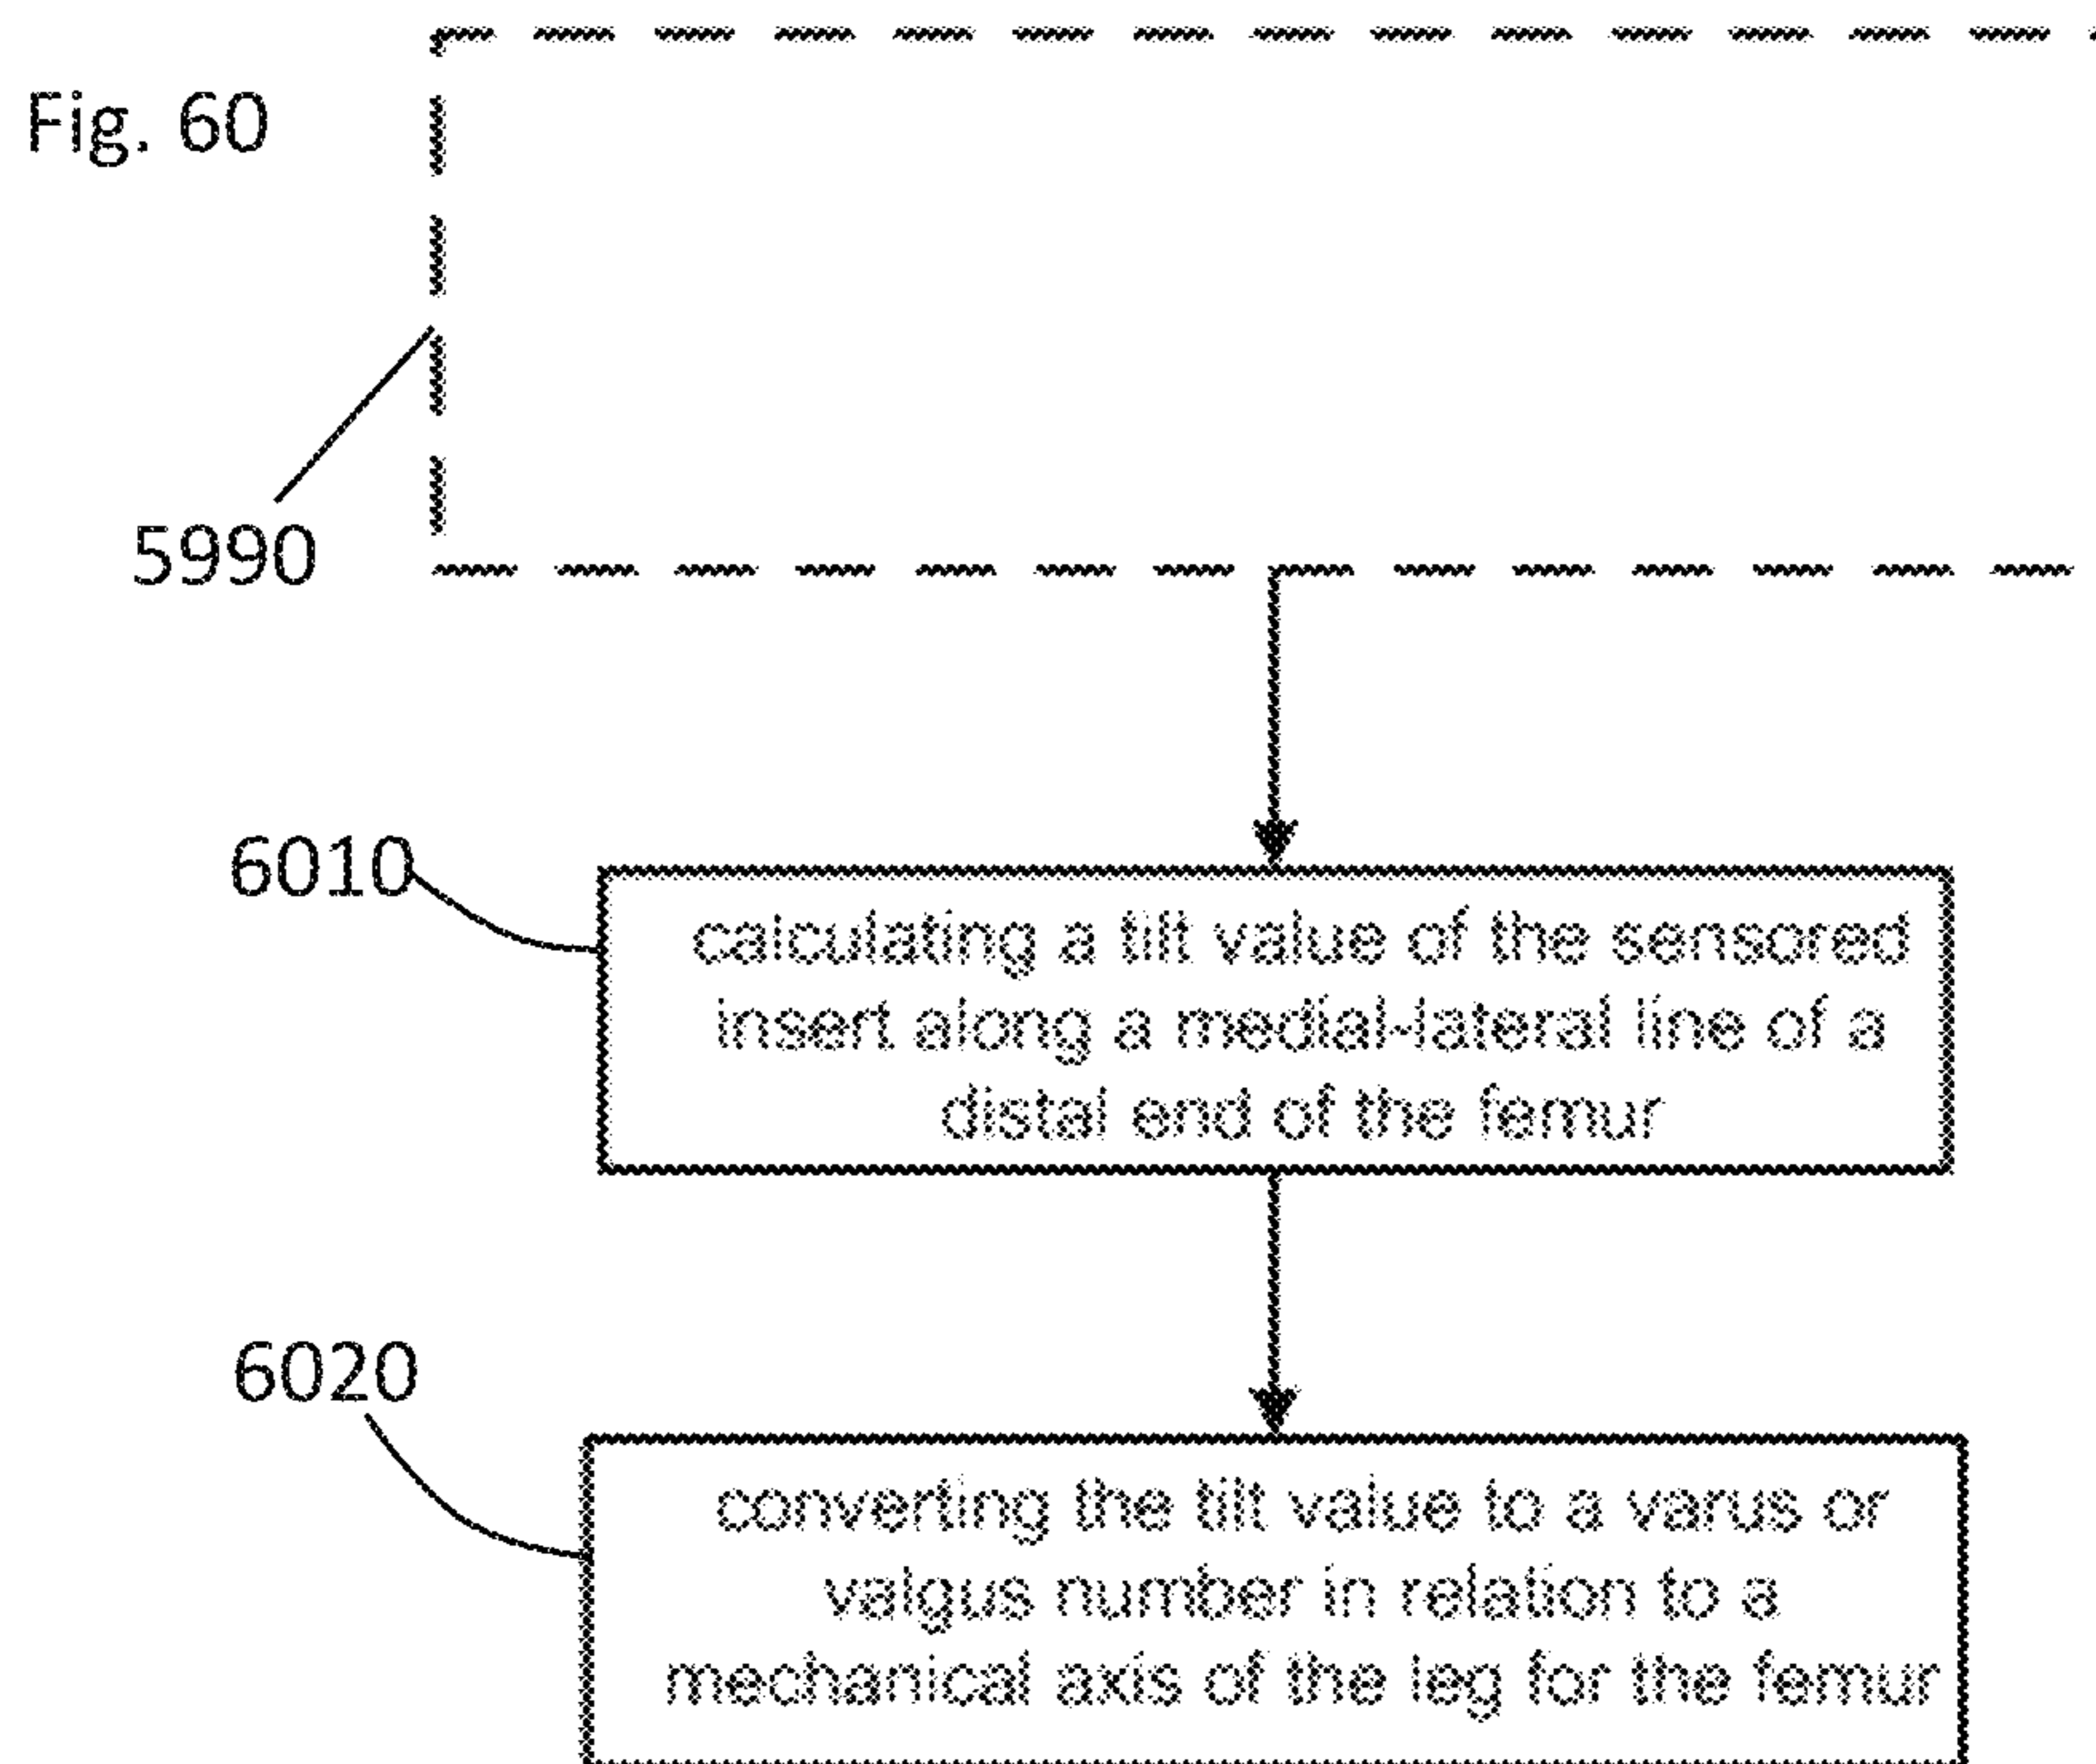 Fig. 60
5990
6010
calculating a tilt value of the sensored
insert along a medial-lateral line of a
distal end of the femur
6020
converting the tilt value to a varus or
valgus number in relation to a
mechanical axis of the leg for the femur